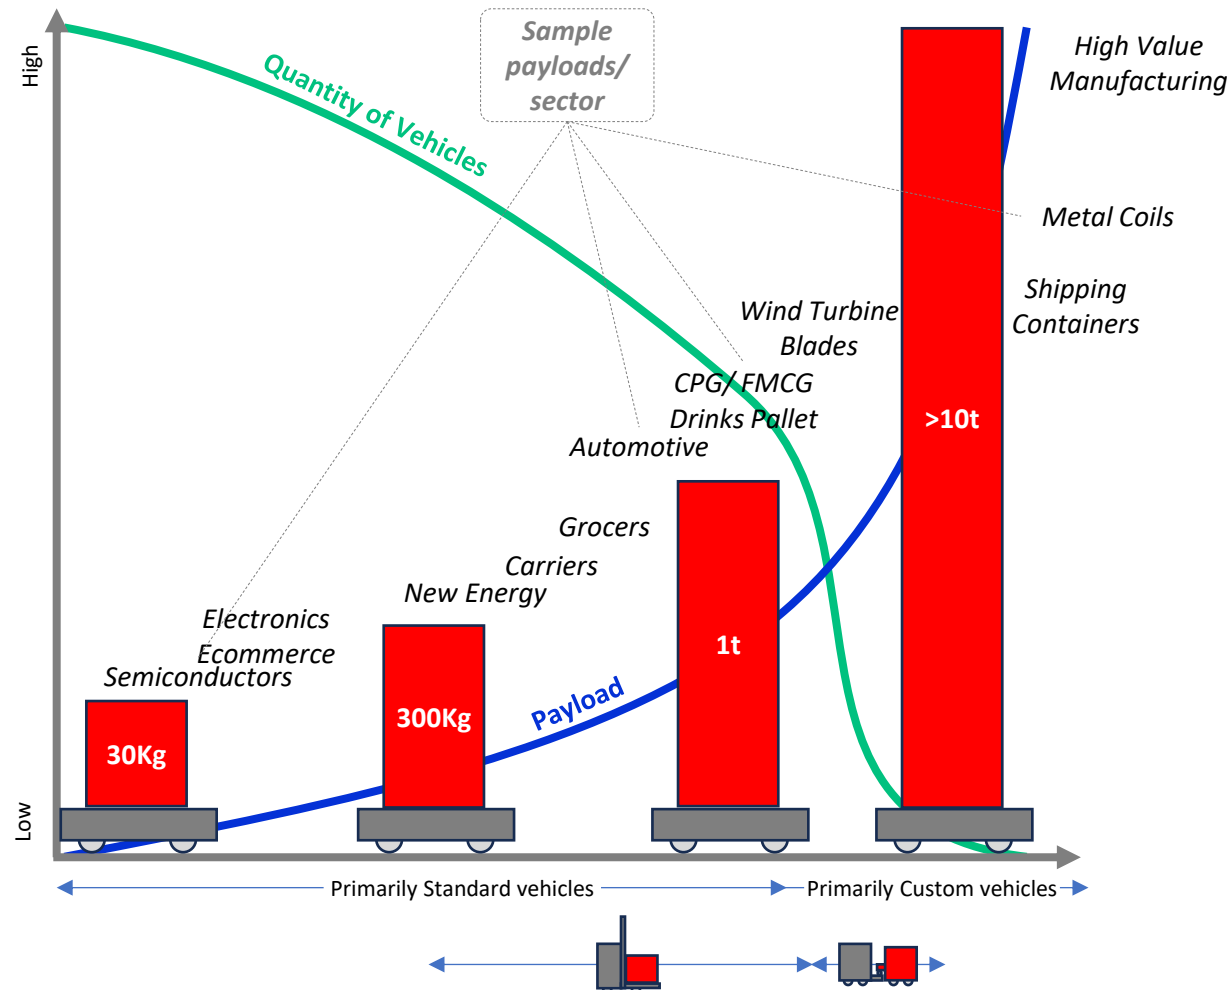 High
Sample
payloads/
sector
High Value
Manufacturing
Quantity of Vehicles
Metal Coils
Shipping
Containers
Wind Turbine
Blades
CPG/ FMCG
Drinks Pallet
>10t
Automotive
Grocers
Carriers
New Energy
Electronics
Ecommerce
Semiconductors
1t
Payload
300Kg
30Kg
Low
Primarily Standard vehicles
Primarily Custom vehicles